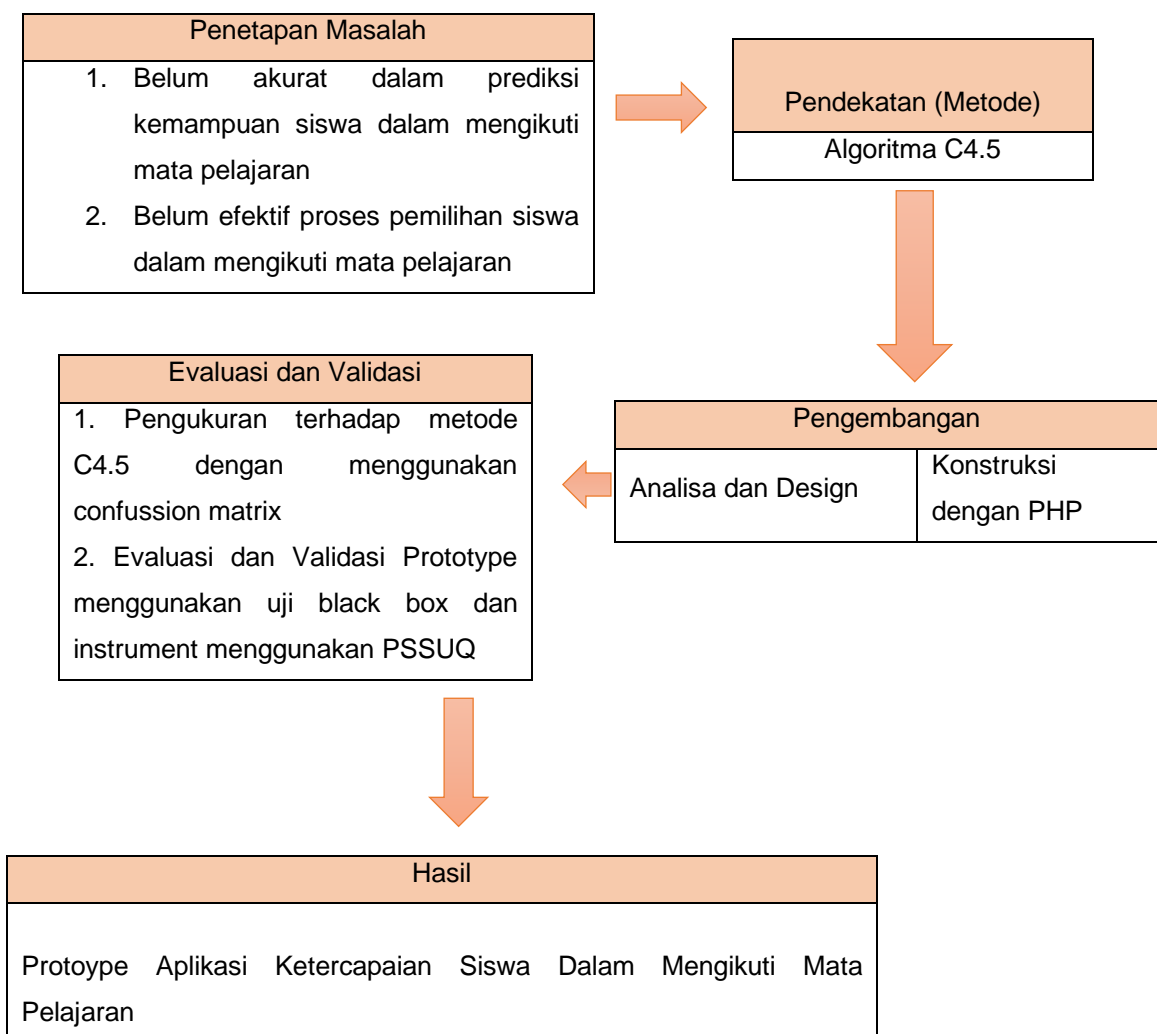 Penetapan Masalah
1. Belum akurat dalam prediksi
kemampuan siswa dalam mengikuti
mata pelajaran
2. Belum efektif proses pemilihan siswa
dalam mengikuti mata pelajaran
Pendekatan (Metode)
Algoritma C4.5
Pengembangan
Analisa dan Design
Konstruksi
dengan PHP
Evaluasi dan Validasi
1. Pengukuran terhadap metode
C4.5 dengan menggunakan
confussion matrix
2. Evaluasi dan Validasi Prototype
menggunakan uji black box dan
instrument menggunakan PSSUQ
Hasil
Protoype Aplikasi Ketercapaian Siswa Dalam Mengikuti Mata
Pelajaran